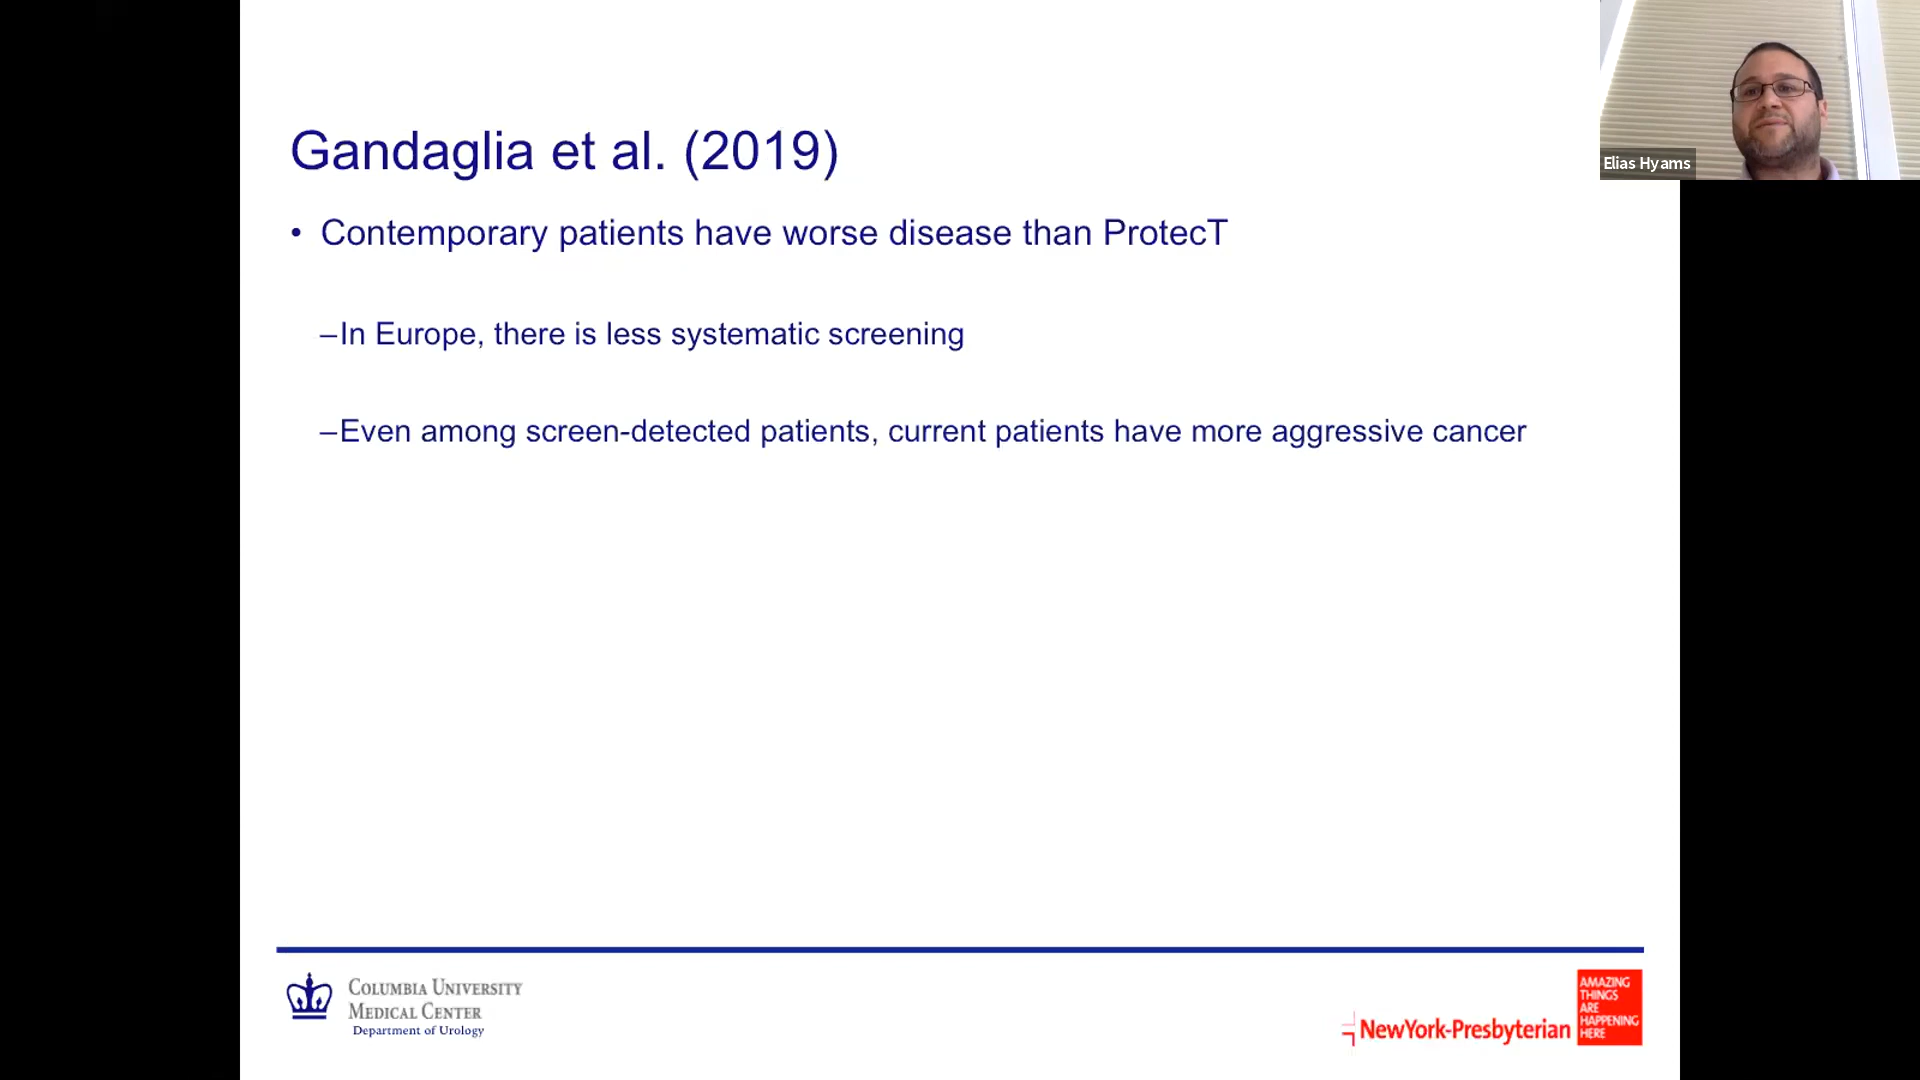 Elias Hyams
Gandaglia et al. (2019)
• Contemporary patients have worse disease than ProtecT
–In Europe, there is less systematic screening
–Even among screen-detected patients, current patients have more aggressive cancer
COLUMBIA UNIVERSITY
MEDICAL CENTER
Department of Urology
NewYork-Presbyterian
AMAZING
THINGS
ARE
HAPPENING
HERE